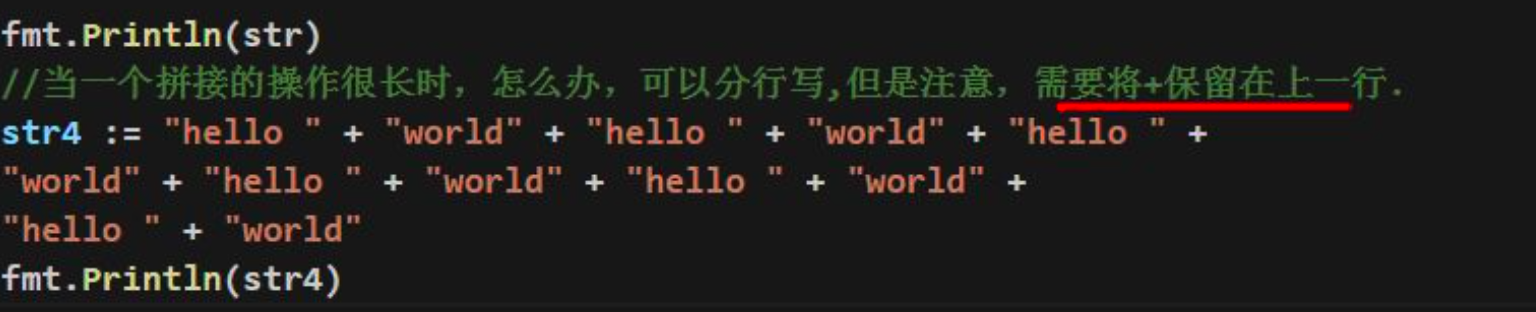 fmt.Println(str)
//当一个拼接的操作很长时，怎么办，可以分行写,但是注意，需要将+保留在上一行.
str4 := "hello " + "world" + "hello " + "world" + "hello " +
"world" + "hello " + "world" + "hello " + "world" +
"hello " + "world"
fmt.Println(str4)